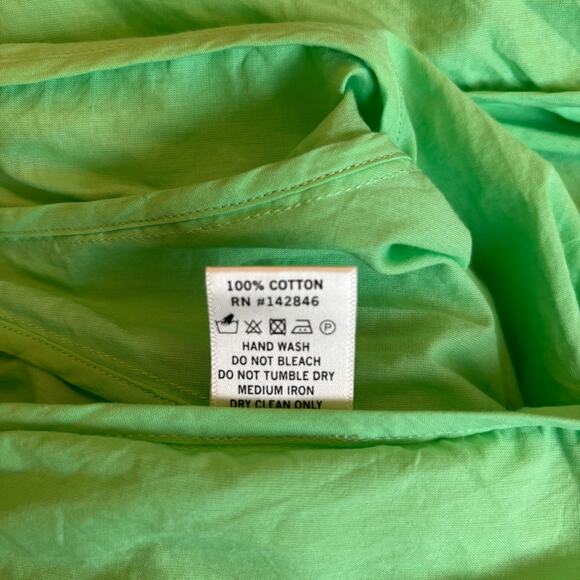 100% COTTON
RN #142846
P
HAND WASH
DO NOT BLEACH
DO NOT TUMBLE DRY
MEDIUM IRON
DRY CLEAN ONLY